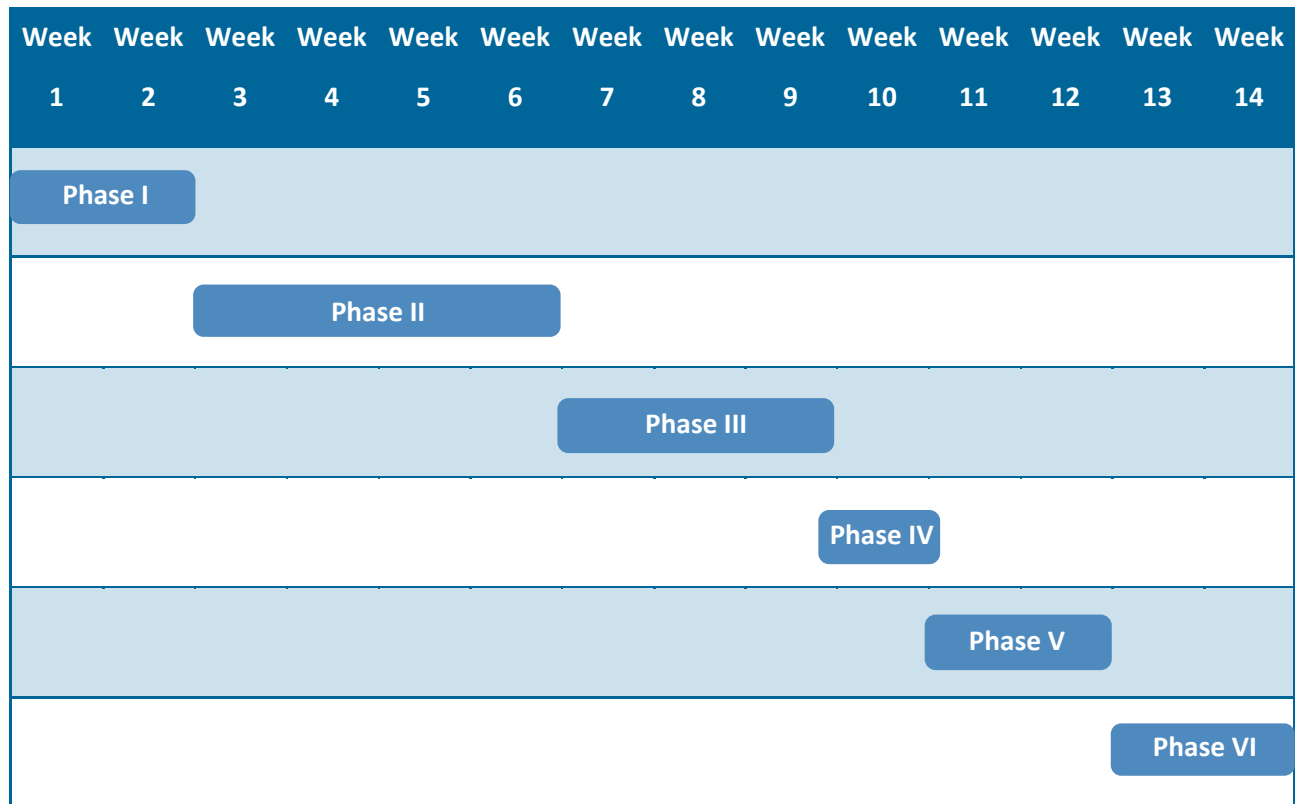 Week Week Week Week Week Week Week Week Week Week Week Week Week Week
1 2 3 4 5 6 7 8 9 10 11 12 13 14
Phase I
Phase II
Phase III
Phase IV
Phase V
Phase VI